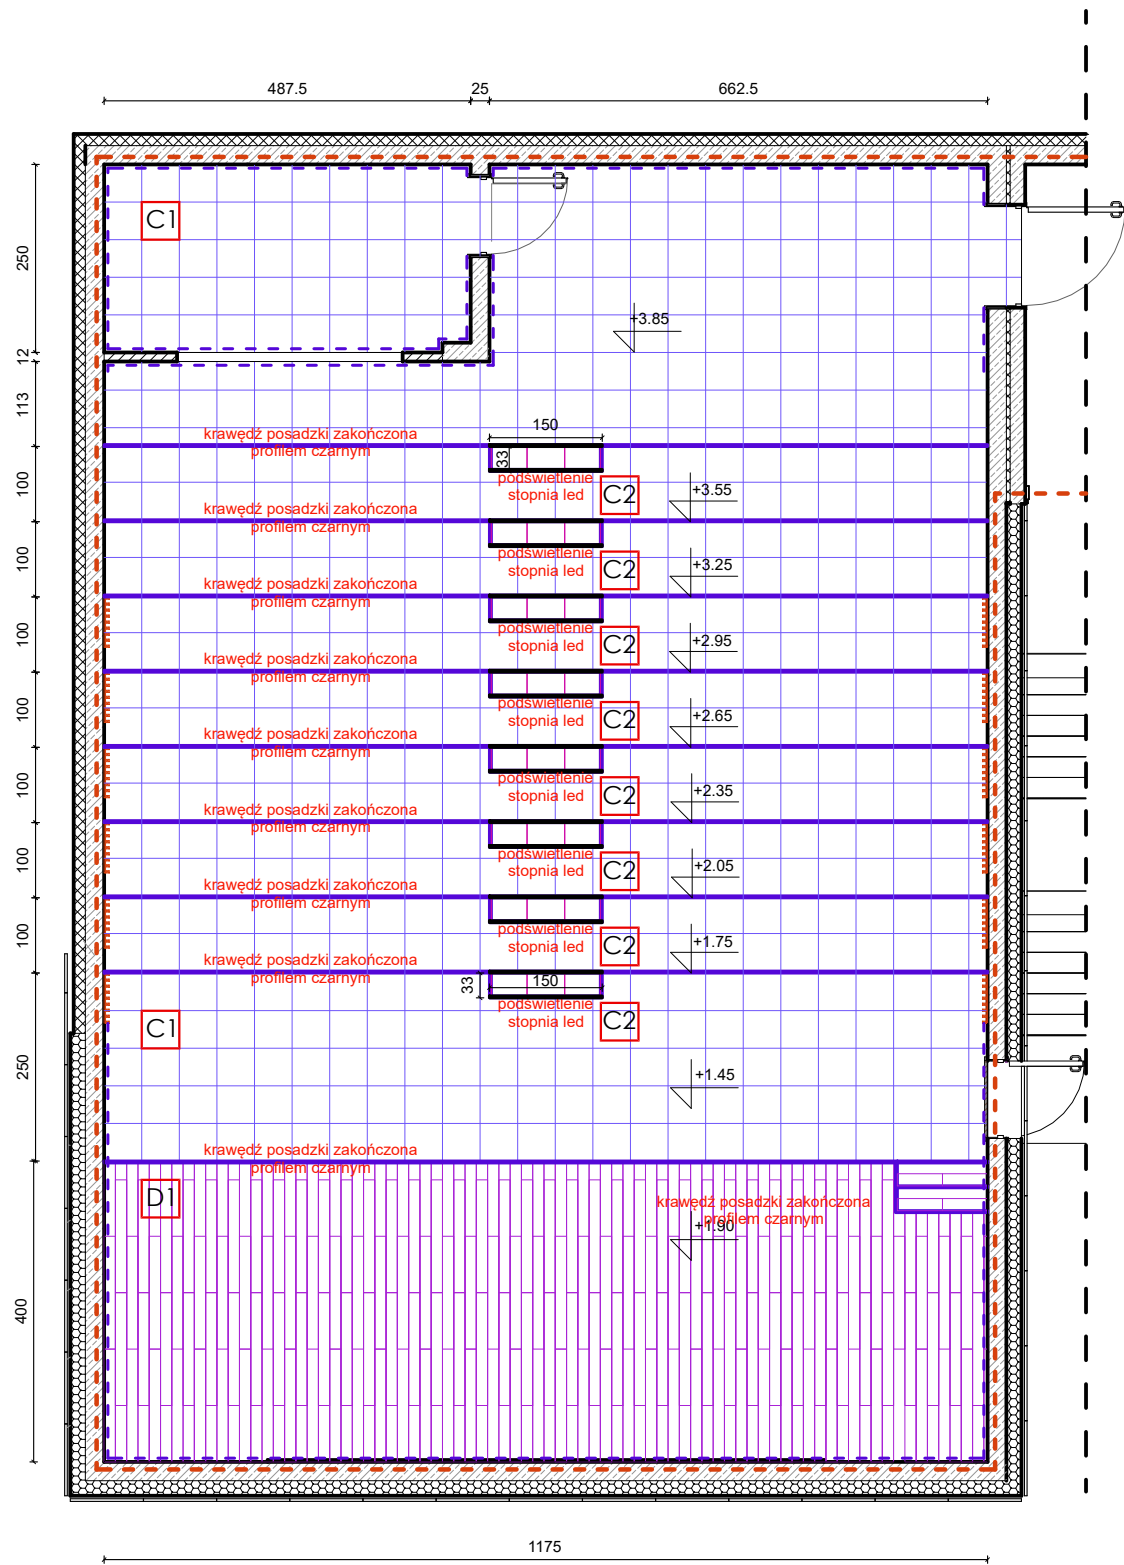 487.5
25
662.5
C1
250
+3.85
12
113
krawędź posadzki zakończona
profilem czarnym
150
33
100
podświetlenie
stopnia led
C2
+3.55
krawędź posadzki zakończona
profilem czarnym
100
podświetlenie
stopnia led
C2
+3.25
krawędź posadzki zakończona
profilem czarnym
100
podświetlenie
stopnia led
C2
+2.95
krawędź posadzki zakończona
profilem czarnym
100
podświetlenie
stopnia led
C2
+2.65
krawędź posadzki zakończona
profilem czarnym
100
podświetlenie
stopnia led
C2
+2.35
krawędź posadzki zakończona
profilem czarnym
100
podświetlenie
stopnia led
C2
+2.05
krawędź posadzki zakończona
profilem czarnym
100
podświetlenie
stopnia led
C2
+1.75
krawędź posadzki zakończona
profilem czarnym
33
150
podświetlenie
stopnia led
C2
C1
250
+1.45
krawędź posadzki zakończona
profilem czarnym
D1
krawędź posadzki zakończona
profilem czarnym
+1.90
400
1175